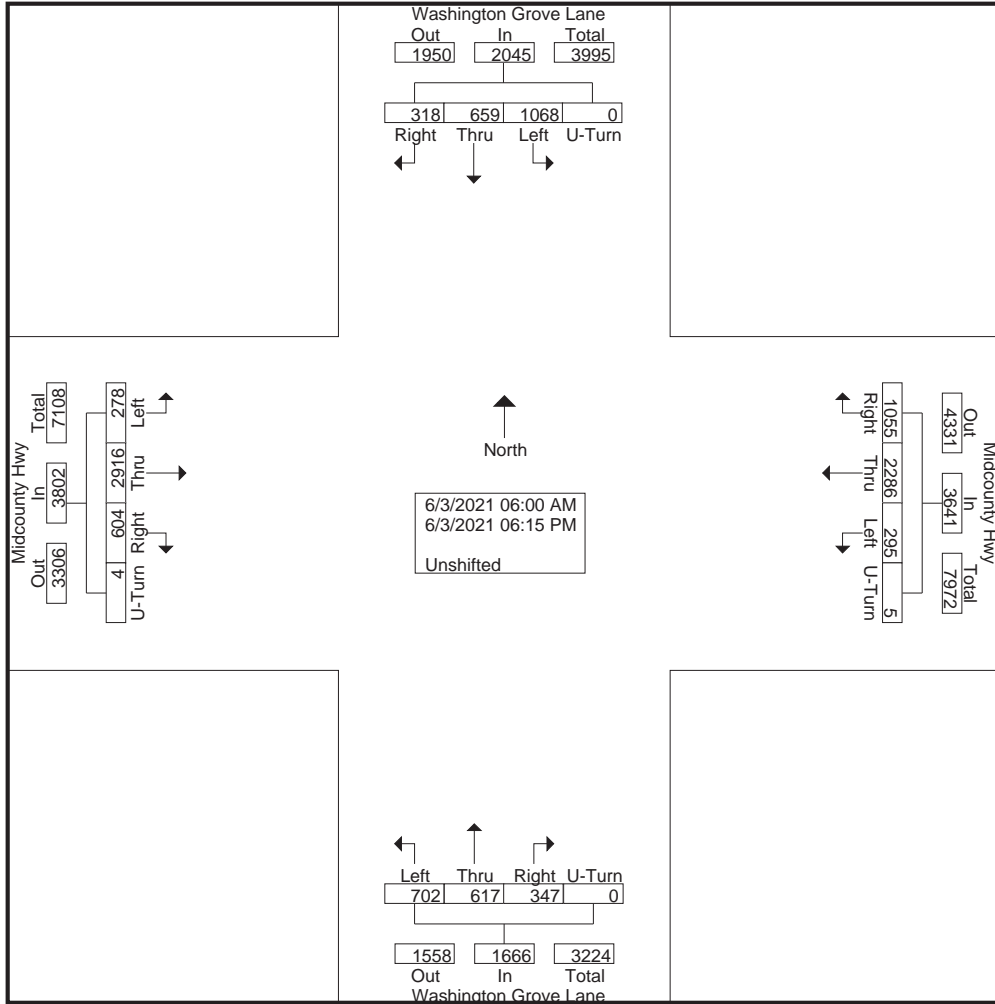 Washington Grove Lane
Out In Total
1950 2045 3995
318 659 1068 0
Right Thru Left U-Turn
Midcounty Hwy
Total In Out
7108 3802 3306
278 2916 604 4
Left Thru Right U-Turn
North
6/3/2021 06:00 AM
6/3/2021 06:15 PM
Unshifted
1055 2286 295 5
Right Thru Left U-Turn
Out In Total
4331 3641 7972
Midcounty Hwy
Left Thru Right U-Turn
702 617 347 0
1558 1666 3224
Out In Total
Washington Grove Lane